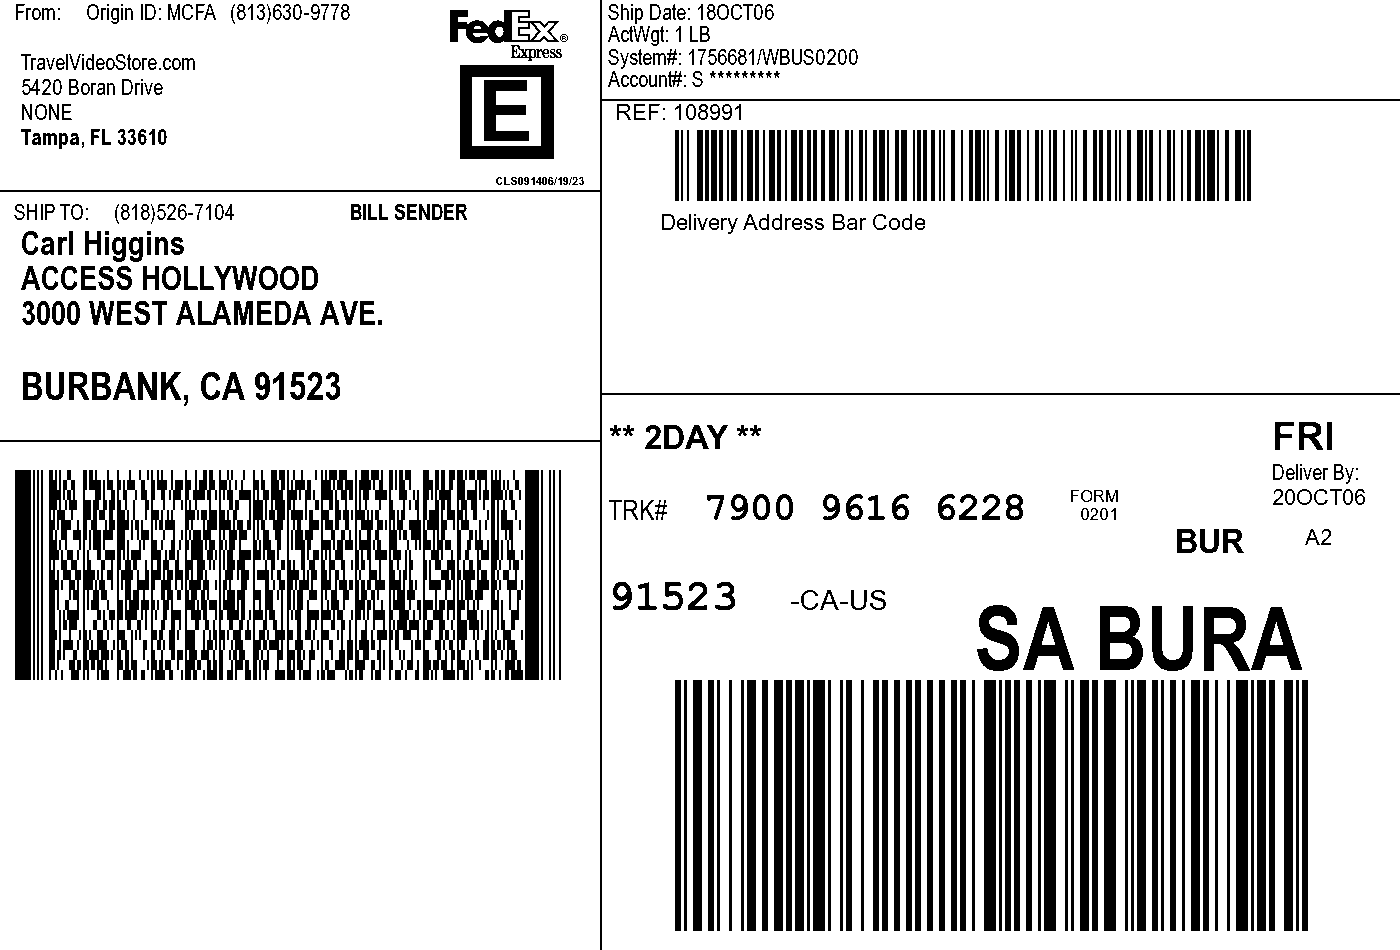 From: Origin ID: MCFA (813)630-9778
TravelVideoStore.com
5420 Boran Drive
NONE
Tampa, FL 33610
FedEx®
Express
E
CLS091406/19/23
SHIP TO: (818)526-7104 BILL SENDER
Carl Higgins
ACCESS HOLLYWOOD
3000 WEST ALAMEDA AVE.
BURBANK, CA 91523
Ship Date: 18OCT06
ActWgt: 1 LB
System#: 1756681/WBUS0200
Account#: S *********
REF: 108991
Delivery Address Bar Code
** 2DAY **
FRI
Deliver By:
20OCT06
TRK# 7900 9616 6228 FORM
0201
BUR A2
91523 -CA-US
SA BURA